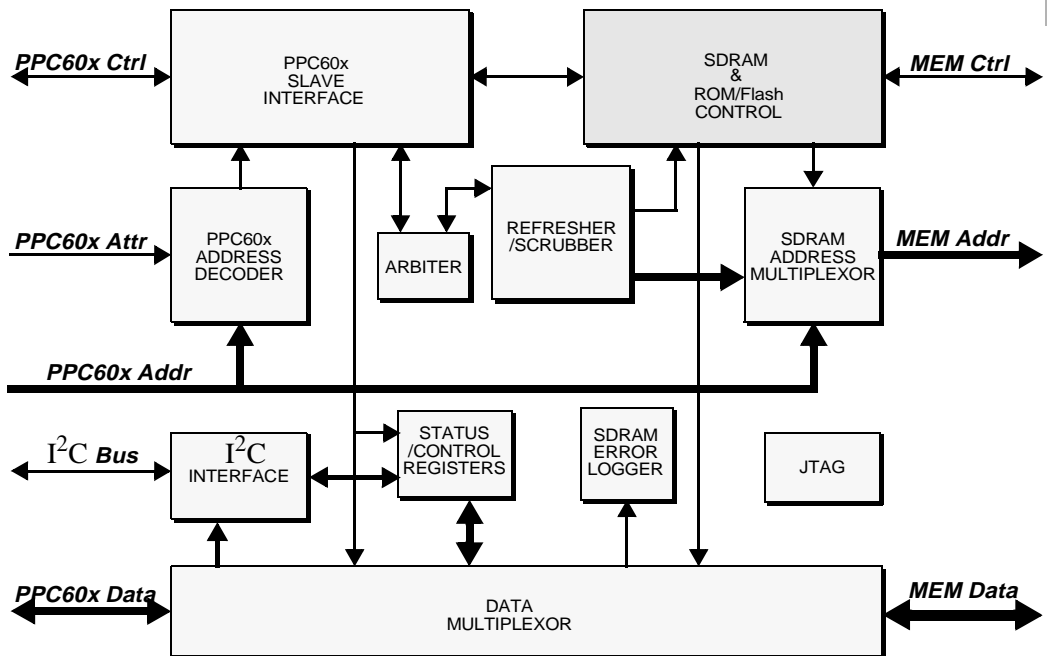 PPC60x Ctrl
PPC60x
SLAVE
INTERFACE
SDRAM
&
ROM/Flash
CONTROL
MEM Ctrl
PPC60x Attr
PPC60x
ADDRESS
DECODER
ARBITER
REFRESHER
/SCRUBBER
SDRAM
ADDRESS
MULTIPLEXOR
MEM Addr
PPC60x Addr
I²C Bus
I²C
INTERFACE
STATUS
/CONTROL
REGISTERS
SDRAM
ERROR
LOGGER
JTAG
PPC60x Data
DATA
MULTIPLEXOR
MEM Data